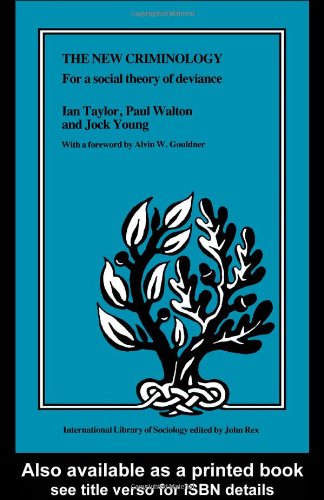 THE NEW CRIMINOLOGY
For a social theory of deviance
Ian Taylor, Paul Walton
and Jock Young
With a foreword by Alvin W. Gouldner
International Library of Sociology edited by John Rex
Also available as a printed book
see title verso for ISBN details